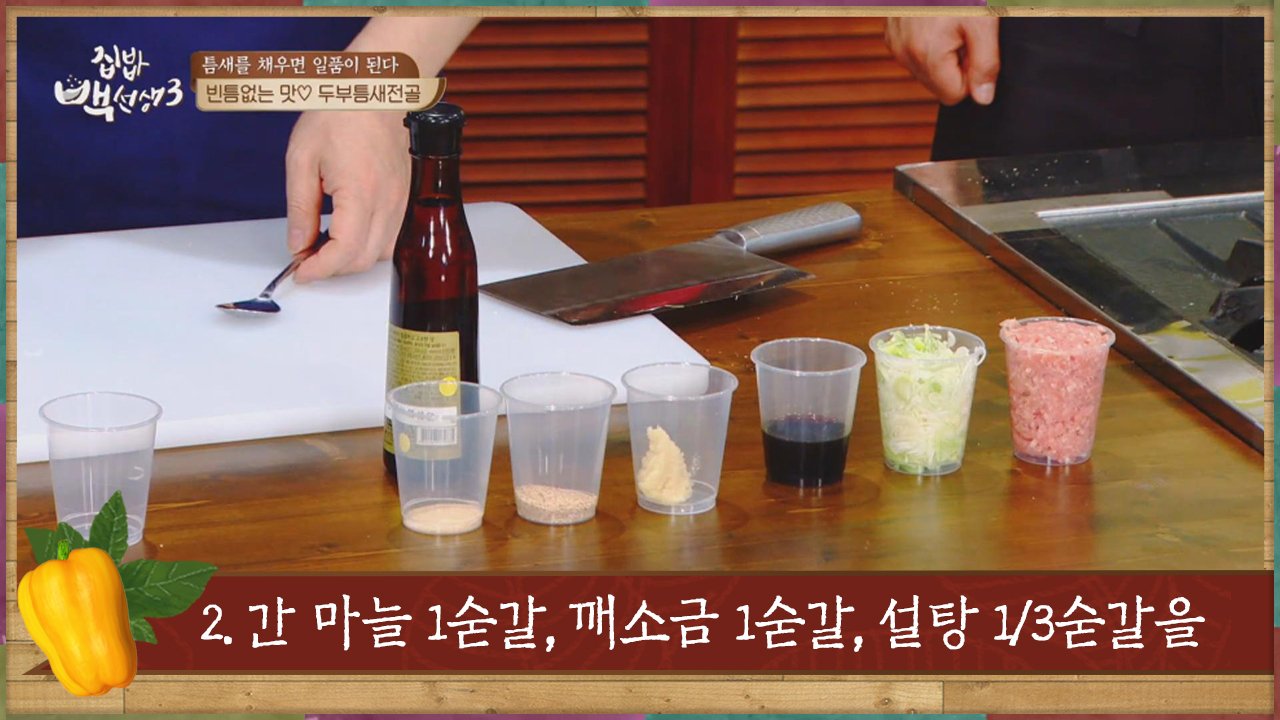 집밥
백선생3
틈새를 채우면 일품이 된다
빈틈없는 맛♡ 두부틈새전골
2. 간 마늘 1숟갈, 깨소금 1숟갈, 설탕 1/3숟갈을